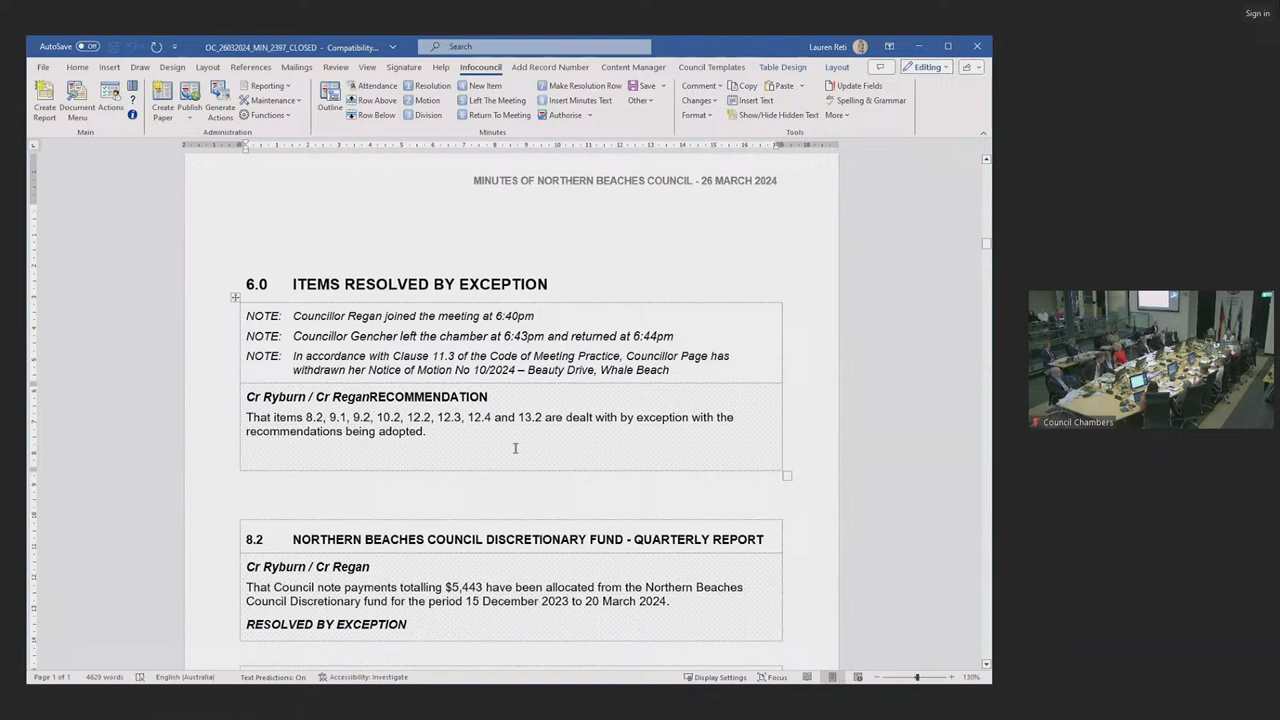 Sign in
AutoSave Off OC_26032024_MIN_2397_CLOSED - Compatibility... Search Lauren Reti
File Home Insert Draw Design Layout References Mailings Review View Signature Help Infocouncil Add Record Number Content Manager Council Templates Table Design Layout Editing
Create Report Document Menu Actions Create Paper Publish Generate Actions Reporting Maintenance Functions Outline Attendance Row Above Row Below Resolution Motion Division New Item Left The Meeting Return To Meeting Make Resolution Row Insert Minutes Text Authorise Save Other Comment Changes Format Copy Paste Insert Text Show/Hide Hidden Text Update Fields Spelling & Grammar More
Main Administration Minutes Tools
MINUTES OF NORTHERN BEACHES COUNCIL - 26 MARCH 2024
6.0 ITEMS RESOLVED BY EXCEPTION
NOTE: Councillor Regan joined the meeting at 6:40pm
NOTE: Councillor Gencher left the chamber at 6:43pm and returned at 6:44pm
NOTE: In accordance with Clause 11.3 of the Code of Meeting Practice, Councillor Page has
withdrawn her Notice of Motion No 10/2024 – Beauty Drive, Whale Beach
Cr Ryburn / Cr ReganRECOMMENDATION
That items 8.2, 9.1, 9.2, 10.2, 12.2, 12.3, 12.4 and 13.2 are dealt with by exception with the
recommendations being adopted.
8.2 NORTHERN BEACHES COUNCIL DISCRETIONARY FUND - QUARTERLY REPORT
Cr Ryburn / Cr Regan
That Council note payments totalling $5,443 have been allocated from the Northern Beaches
Council Discretionary fund for the period 15 December 2023 to 20 March 2024.
RESOLVED BY EXCEPTION
Council Chambers
Page 1 of 1 4629 words English (Australia) Text Predictions: On Accessibility: Investigate Display Settings Focus 130%